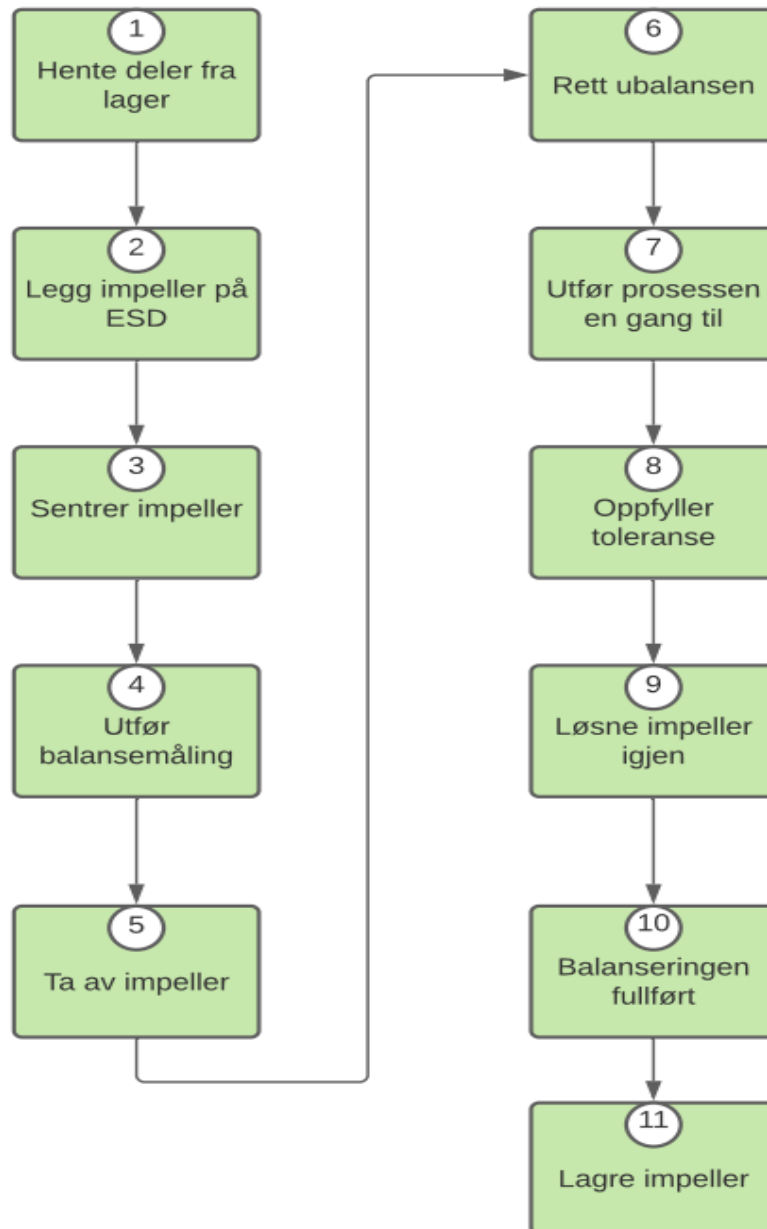 1
Hente deler fra
lager
2
Legg impeller på
ESD
3
Sentrer impeller
4
Utfør
balansemåling
5
Ta av impeller
6
Rett ubalansen
7
Utfør prosessen
en gang til
8
Oppfyller
toleranse
9
Løsne impeller
igjen
10
Balanseringen
fullført
11
Lagre impeller